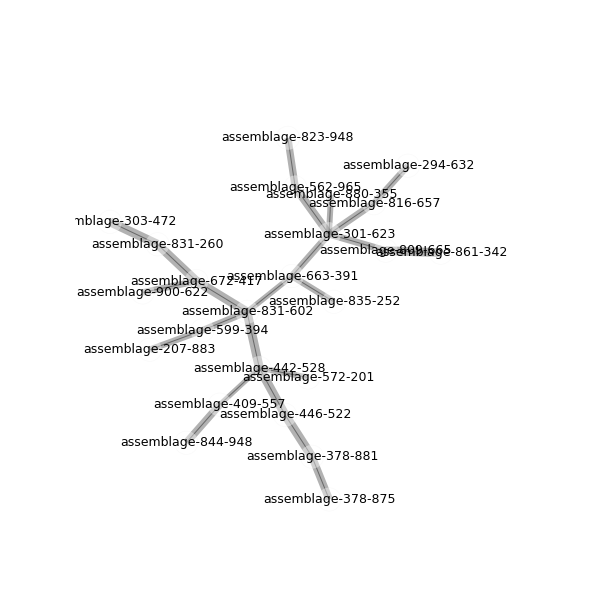 assemblage-823-948
assemblage-294-632
assemblage-562-965
assemblage-880-355
assemblage-816-657
mblage-303-472
assemblage-301-623
assemblage-831-260
assemblage-809-665
assemblage-861-342
assemblage-663-391
assemblage-672-417
assemblage-900-622
assemblage-835-252
assemblage-831-602
assemblage-599-394
assemblage-207-883
assemblage-442-528
assemblage-572-201
assemblage-409-557
assemblage-446-522
assemblage-844-948
assemblage-378-881
assemblage-378-875